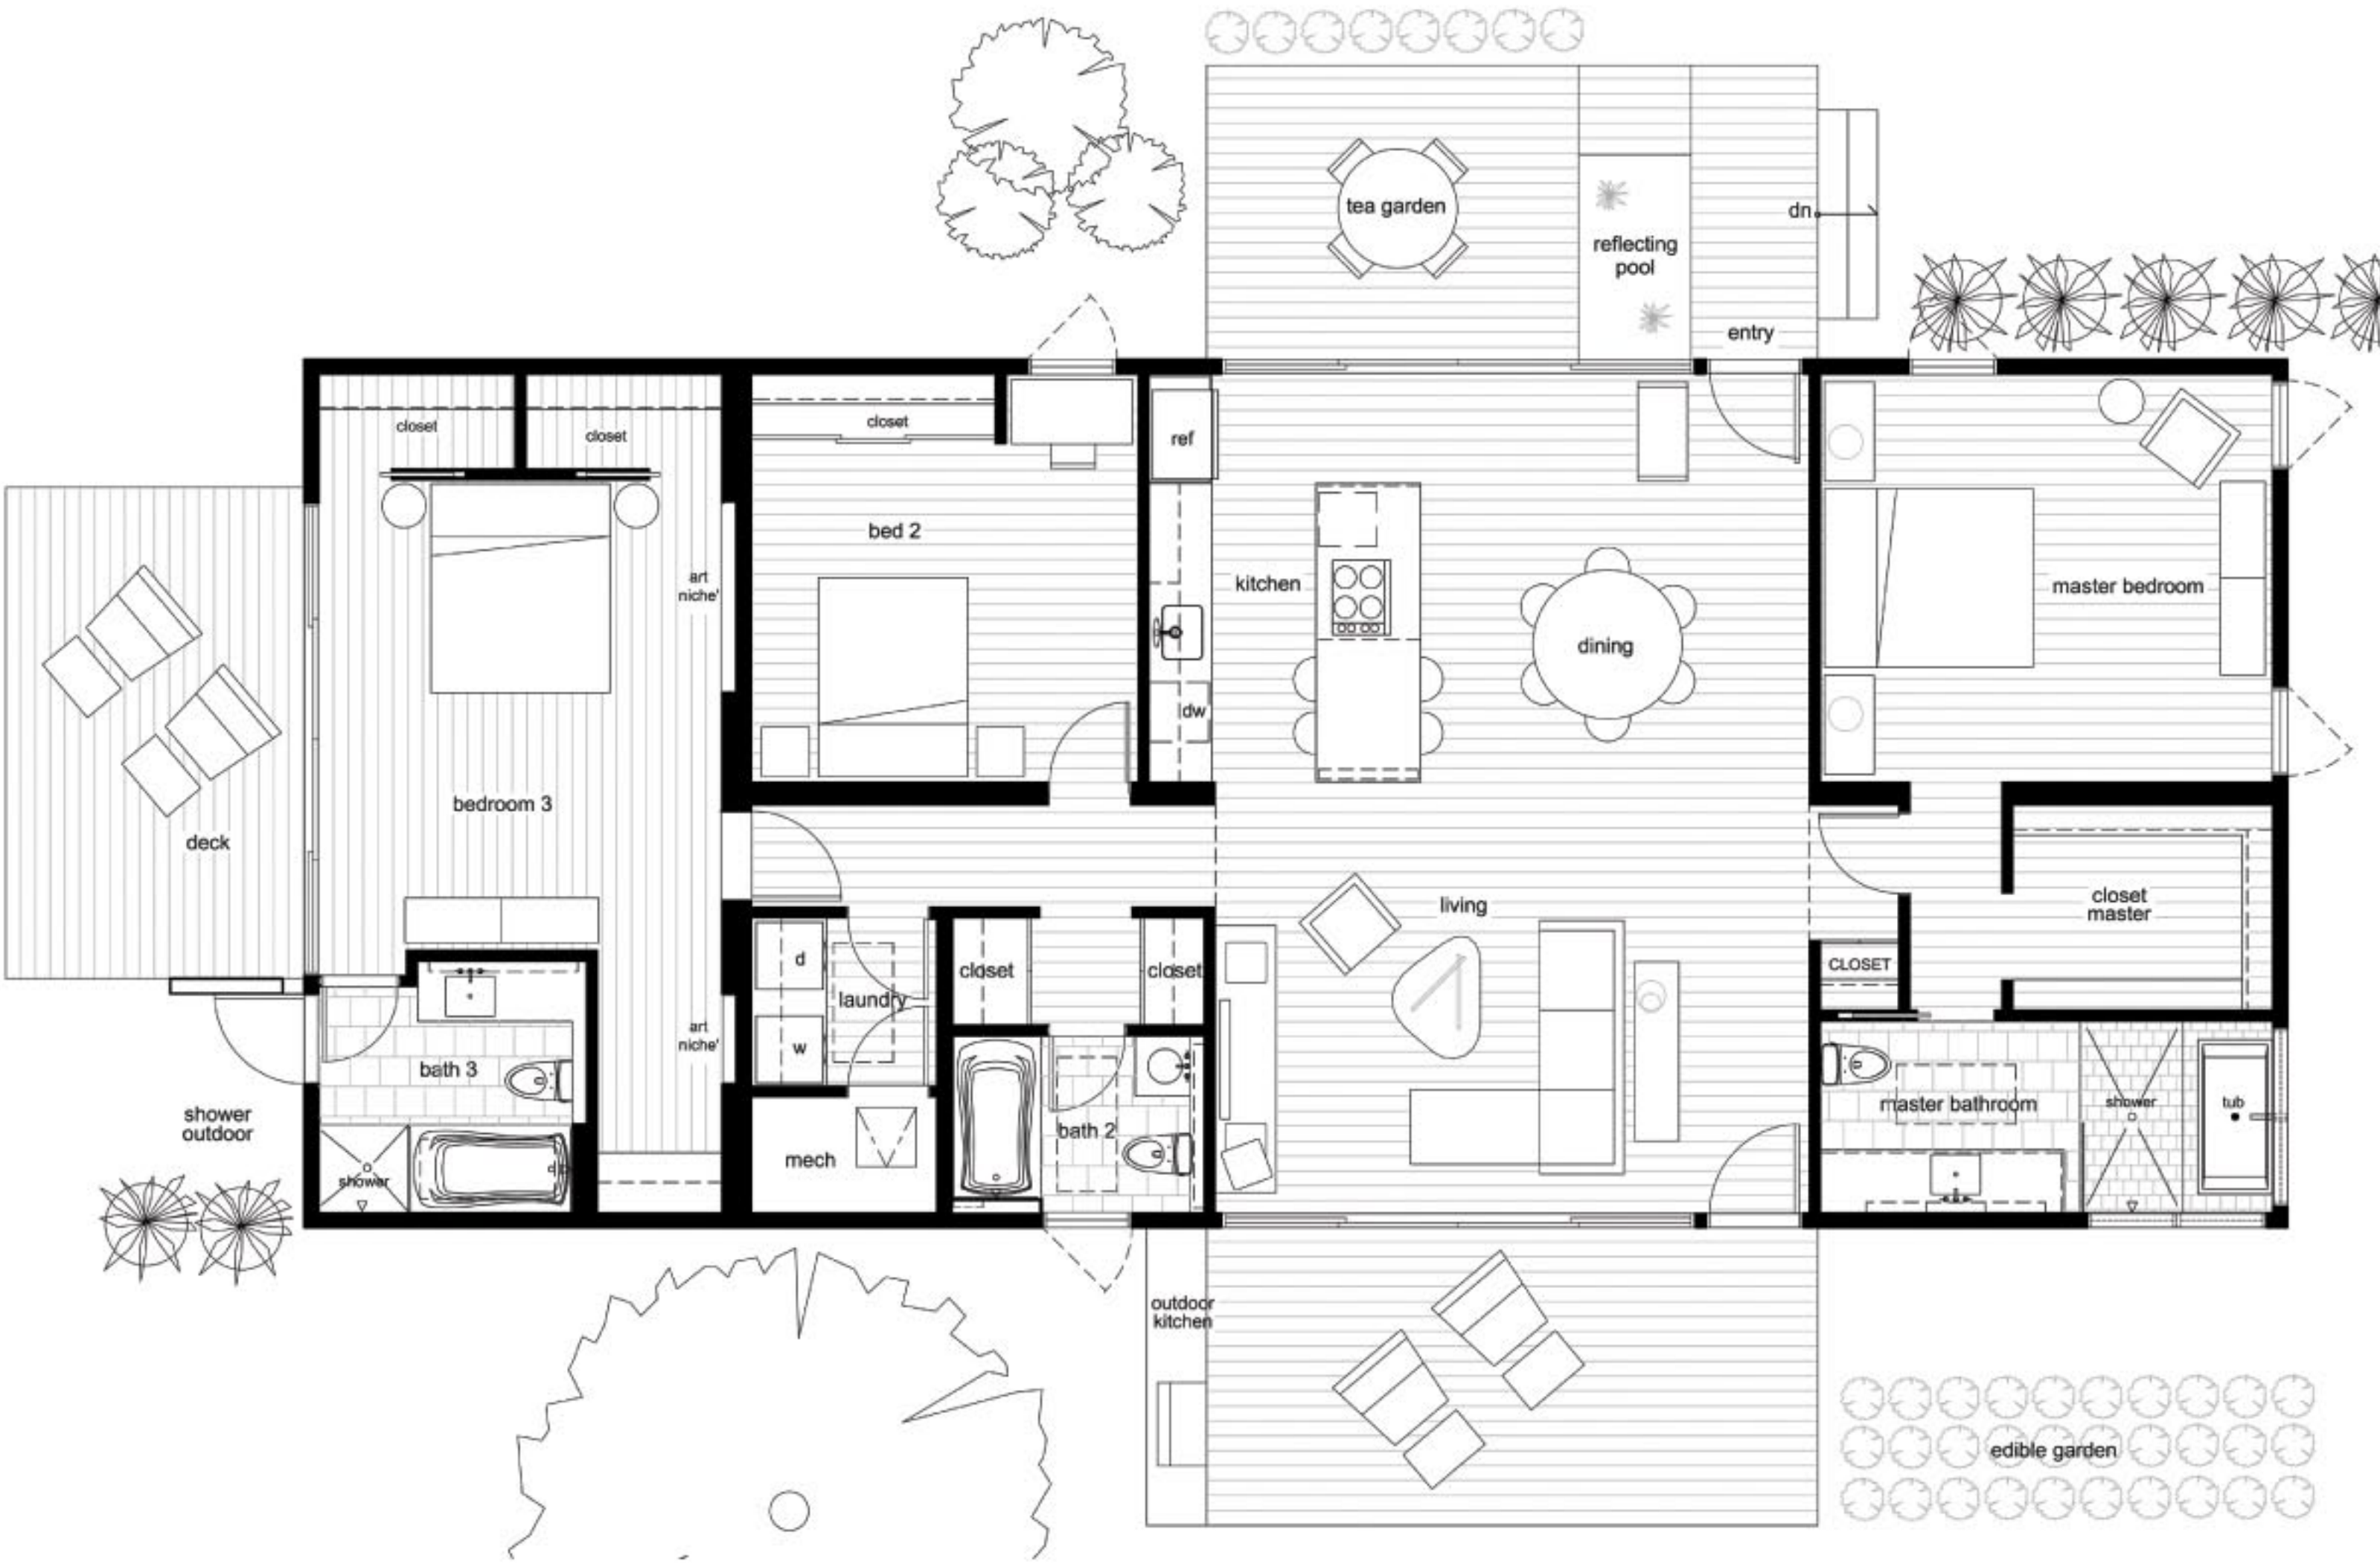 tea garden
dn
reflecting
pool
entry
closet
closet
closet
ref
bed 2
art
niche'
kitchen
master bedroom
dining
dw
bedroom 3
deck
living
closet
master
d
closet
closet
CLOSET
laundry
art
niche'
w
bath 3
master bathroom
shower
tub
shower
outdoor
bath 2
mech
shower
outdoor
kitchen
edible garden